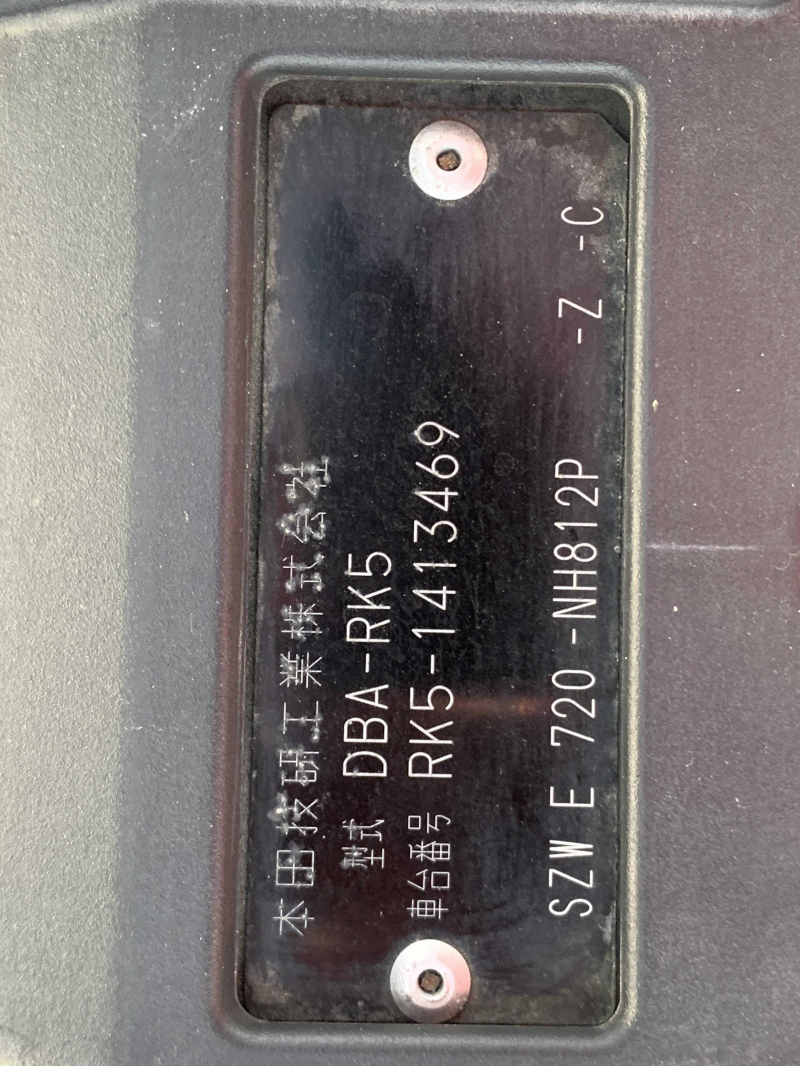 本田技研工業株式会社
型式 DBA-RK5
車台番号 RK5-1413469
SZW E 720 -NH812P -Z -C